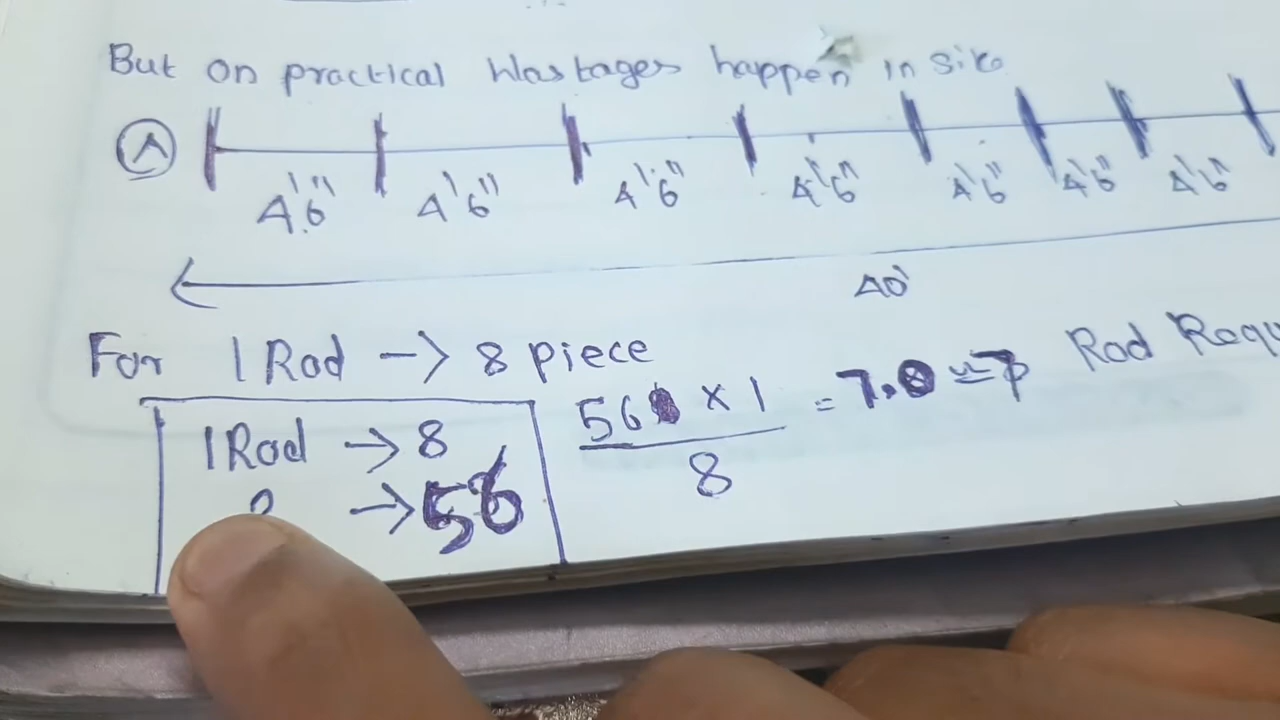 But on practical Wastages happen in site
A
4'6" 4'6" 4'6" 4'6" 4'6" 4'6" 4'6"
40'
For 1 Rod -> 8 piece
1 Rod -> 8
? -> 56
56 x 1 = 7.0 ≈ 7 Rod Requ
8